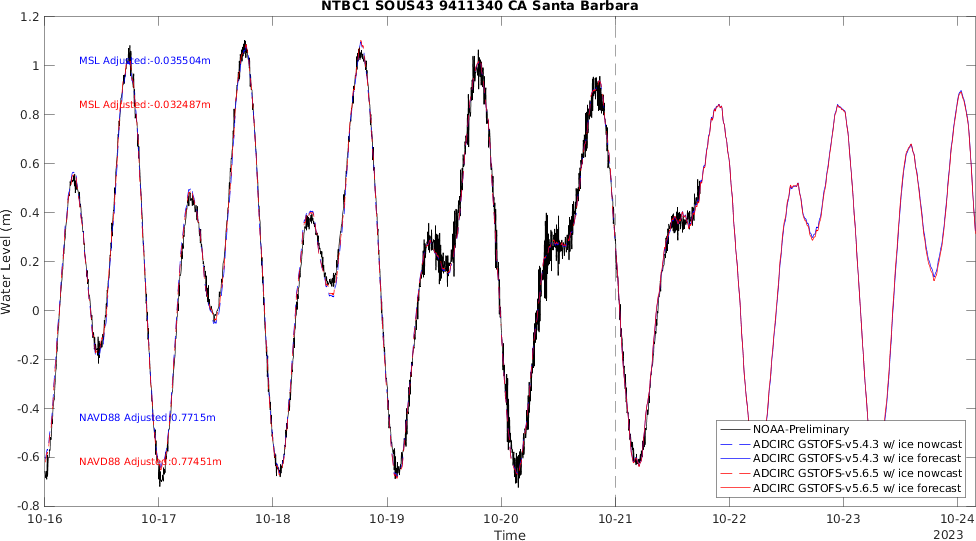 NTBC1 SOUS43 9411340 CA Santa Barbara
1.2
1
0.8
0.6
0.4
0.2
0
-0.2
-0.4
-0.6
-0.8
Water Level (m)
MSL Adjusted:-0.035504m
MSL Adjusted:-0.032487m
NAVD88 Adjusted:0.7715m
NAVD88 Adjusted:0.77451m
NOAA-Preliminary
ADCIRC GSTOFS-v5.4.3 w/ ice nowcast
ADCIRC GSTOFS-v5.4.3 w/ ice forecast
ADCIRC GSTOFS-v5.6.5 w/ ice nowcast
ADCIRC GSTOFS-v5.6.5 w/ ice forecast
10-16 10-17 10-18 10-19 10-20 10-21 10-22 10-23 10-24
Time
2023